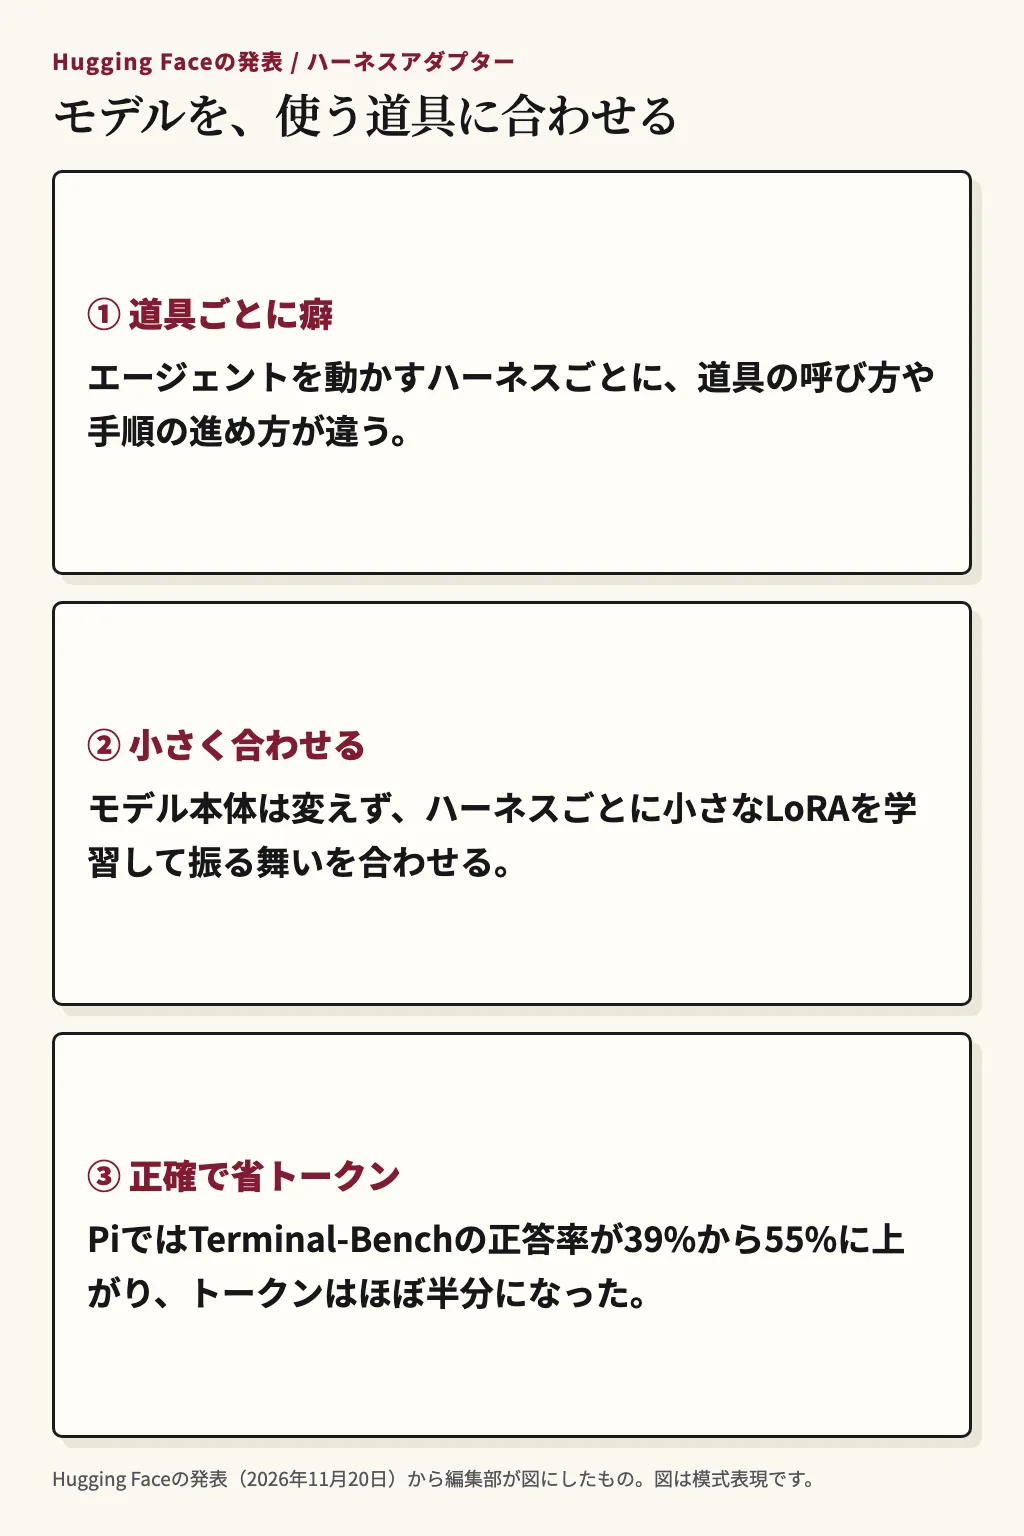 Hugging Faceの発表 / ハーネスアダプター
モデルを、使う道具に合わせる
① 道具ごとに癖
エージェントを動かすハーネスごとに、道具の呼び方や
手順の進め方が違う。
② 小さく合わせる
モデル本体は変えず、ハーネスごとに小さなLoRAを学
習して振る舞いを合わせる。
③ 正確で省トークン
PiではTerminal-Benchの正答率が39%から55%に上
がり、トークンはほぼ半分になった。
Hugging Faceの発表（2026年11月20日）から編集部が図にしたもの。図は模式表現です。